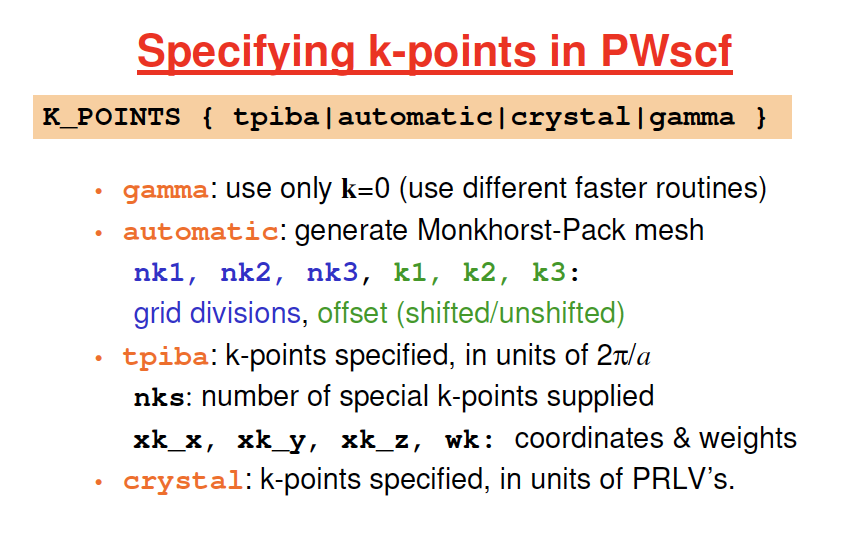 Specifying k-points in PWscf
K_POINTS { tpiba|automatic|crystal|gamma }
• gamma: use only k=0 (use different faster routines)
• automatic: generate Monkhorst-Pack mesh
nk1, nk2, nk3, k1, k2, k3:
grid divisions, offset (shifted/unshifted)
• tpiba: k-points specified, in units of 2π/a
nks: number of special k-points supplied
xk_x, xk_y, xk_z, wk: coordinates & weights
• crystal: k-points specified, in units of PRLV's.